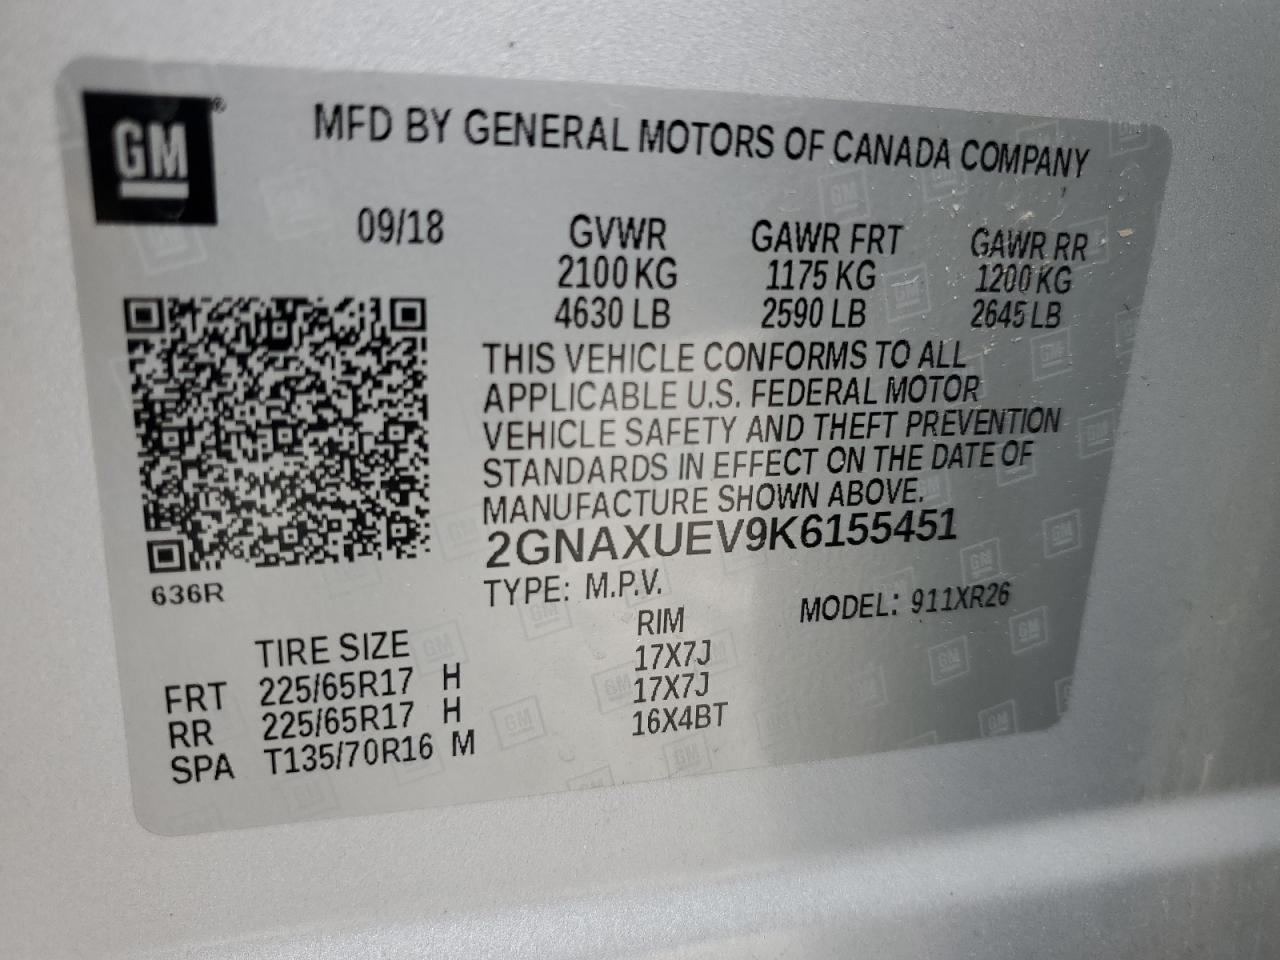 GM®
MFD BY GENERAL MOTORS OF CANADA COMPANY
09/18 GVWR GAWR FRT GAWR RR
2100 KG 1175 KG 1200 KG
4630 LB 2590 LB 2645 LB
THIS VEHICLE CONFORMS TO ALL
APPLICABLE U.S. FEDERAL MOTOR
VEHICLE SAFETY AND THEFT PREVENTION
STANDARDS IN EFFECT ON THE DATE OF
MANUFACTURE SHOWN ABOVE.
2GNAXUEV9K6155451
636R
TYPE: M.P.V. MODEL: 911XR26
TIRE SIZE RIM
FRT 225/65R17 H 17X7J
RR 225/65R17 H 17X7J
SPA T135/70R16 M 16X4BT